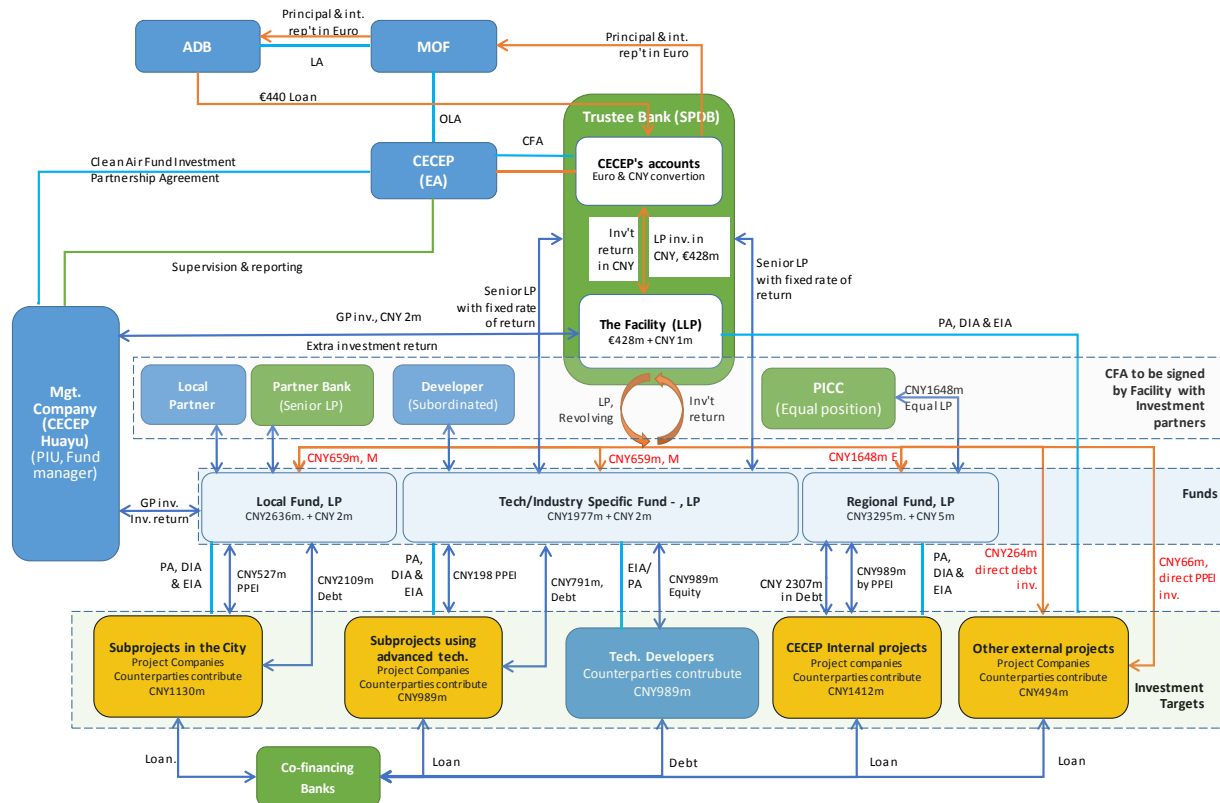 Principal & int.
rep't in Euro
ADB
MOF
Principal & int.
rep't in Euro
LA
€440 Loan
Trustee Bank (SPDB)
OLA
CFA
Clean Air Fund Investment
Partnership Agreement
CECEP
(EA)
CECEP's accounts
Euro & CNY convertion
Inv't
return
in CNY
LP inv. in
CNY, €428m
Supervision & reporting
Senior LP
with fixed rate
of return
Senior LP
with fixed rate of
return
GP inv., CNY 2m
The Facility (LLP)
€428m + CNY 1m
PA, DIA & EIA
Extra investment return
Mgt.
Company
(CECEP
Huayu)
(PIU, Fund
manager)
Local
Partner
Partner Bank
(Senior LP)
Developer
(Subordinated)
LP,
Revolving
Inv't
return
PICC
(Equal position)
CNY1648m
Equal LP
CFA to be signed
by Facility with
Investment
partners
CNY659m, M
CNY659m, M
CNY1648m E
GP inv.
Inv. return
Local Fund, LP
CNY2636m. + CNY 2m
Tech/Industry Specific Fund - , LP
CNY1977m + CNY 2m
Regional Fund, LP
CNY3295m. + CNY 5m
Funds
PA, DIA
& EIA
CNY527m
PPEI
CNY2109m
Debt
PA,
DIA &
EIA
CNY198 PPEI
CNY791m,
Debt
EIA/
PA
CNY989m
Equity
CNY 2307m
in Debt
CNY989m
by PPEI
PA,
DIA &
EIA
CNY264m
direct debt
inv.
CNY66m,
direct PPEI
inv.
Subprojects in the City
Project Companies
Counterparties contribute
CNY1130m
Subprojects using
advanced tech.
Project Companies
Counterparties contribute
CNY989m
Tech. Developers
Counterparties contrubute
CNY989m
CECEP Internal projects
Project companies
Counterparties contribute
CNY1412m
Other external projects
Project Companies
Counterparties contribute
CNY494m
Investment
Targets
Loan.
Co-financing
Banks
Loan
Debt
Loan
Loan